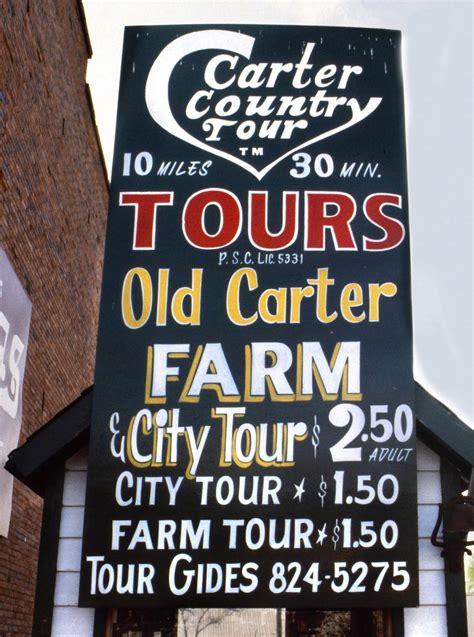 Carter
Country
Tour
TM
10 MILES 30 MIN.
TOURS
P.S.C. LIC. 5331
Old Carter
FARM
& City Tour $2.50
ADULT
CITY TOUR ★ $1.50
FARM TOUR ★ $1.50
TOUR GIDES 824-5275